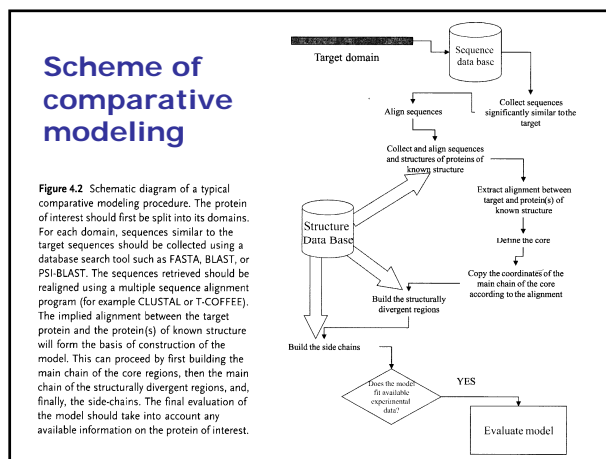 Scheme of
comparative
modeling
Figure 4.2 Schematic diagram of a typical
comparative modeling procedure. The protein
of interest should first be split into its domains.
For each domain, sequences similar to the
target sequences should be collected using a
database search tool such as FASTA, BLAST, or
PSI-BLAST. The sequences retrieved should be
realigned using a multiple sequence alignment
program (for example CLUSTAL or T-COFFEE).
The implied alignment between the target
protein and the protein(s) of known structure
will form the basis of construction of the
model. This can proceed by first building the
main chain of the core regions, then the main
chain of the structurally divergent regions, and,
finally, the side-chains. The final evaluation of
the model should take into account any
available information on the protein of interest.
Target domain
Sequence
data base
Collect sequences
significantly similar to the
target
Align sequences
Collect and align sequences
and structures of proteins of
known structure
Extract alignment between
target and protein(s) of
known structure
Define the core
Structure
Data Base
Copy the coordinates of the
main chain of the core
according to the alignment
Build the structurally
divergent regions
Build the side chains
Does the model
fit available
experimental
data?
YES
Evaluate model